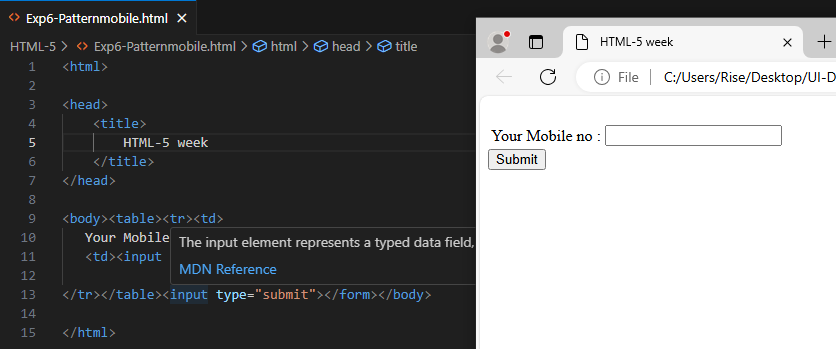 Exp6-Patternmobile.html
HTML-5 > Exp6-Patternmobile.html > html > head > title
1 <html>
2
3 <head>
4 <title>
5 HTML-5 week
6 </title>
7 </head>
8
9 <body><table><tr><td>
10 Your Mobile
11 <td><input
12
13 </tr></table><input type="submit"></form></body>
14
15 </html>
The input element represents a typed data field,
MDN Reference
HTML-5 week
File C:/Users/Rise/Desktop/UI-D
Your Mobile no :
Submit